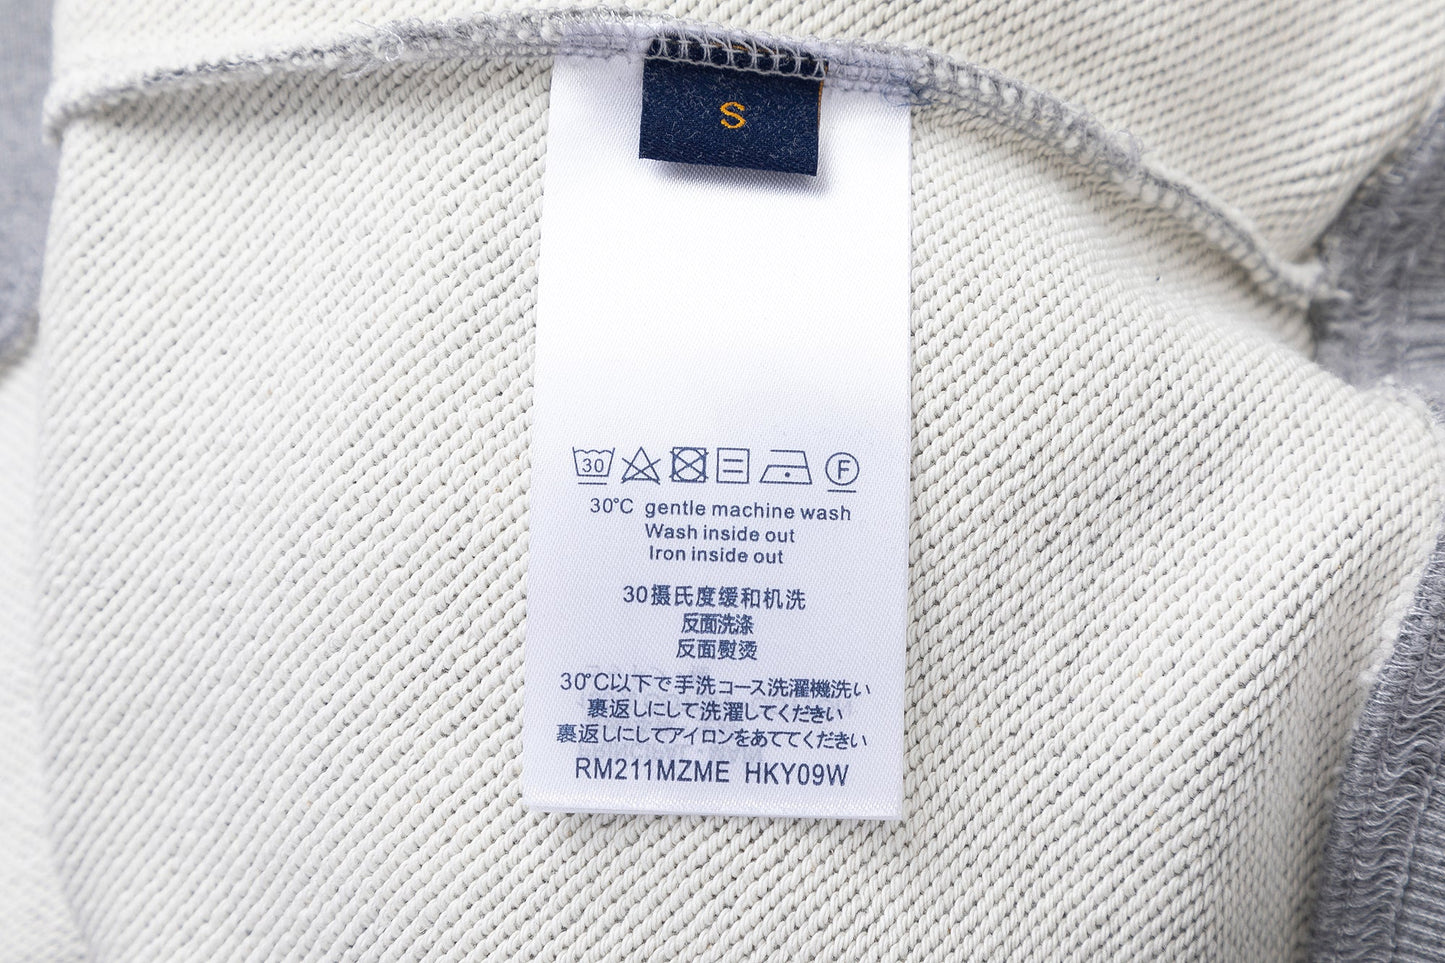 S
30
F
30°C gentle machine wash
Wash inside out
Iron inside out
30摄氏度缓和机洗
反面洗涤
反面熨烫
30°C以下で手洗コース洗濯機洗い
裏返しにして洗濯してください
裏返しにしてアイロンをあててください
RM211MZME HKY09W